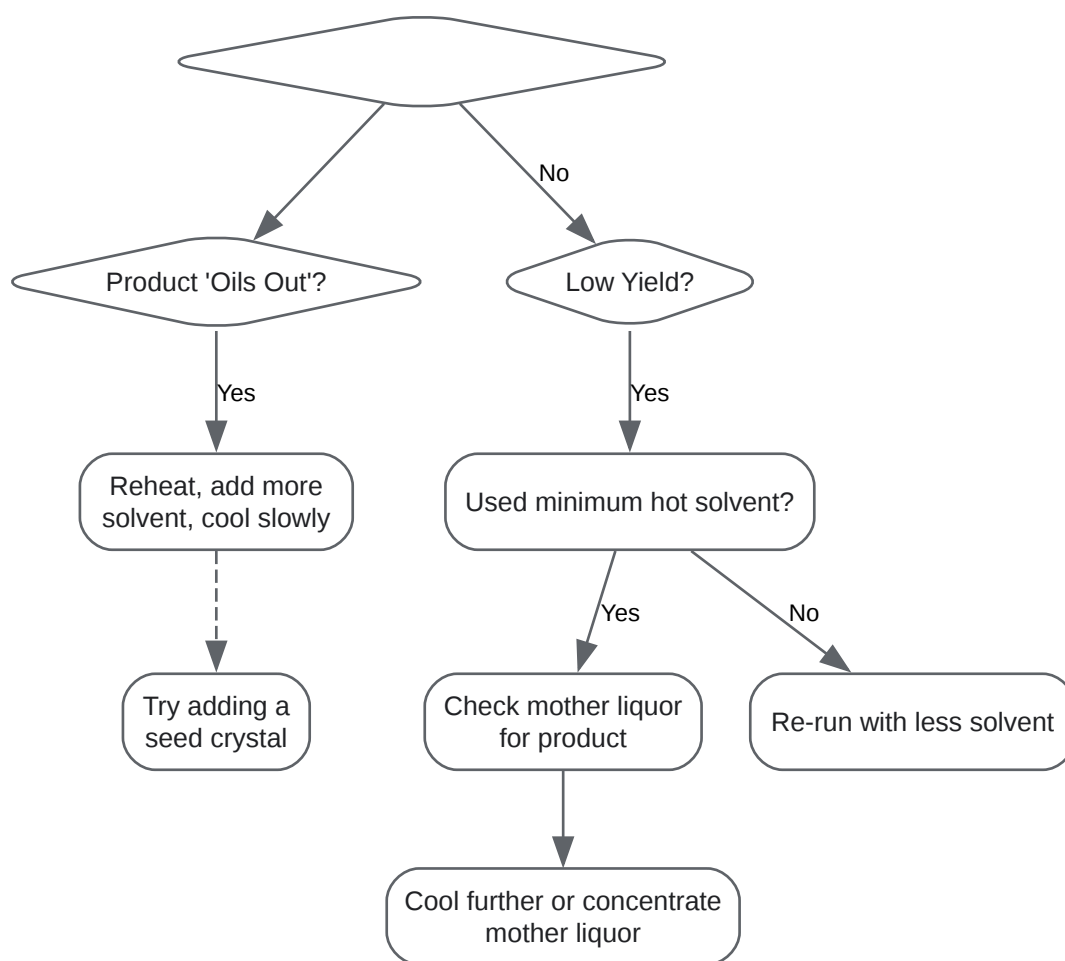 No
Product 'Oils Out'?
Low Yield?
Yes
Yes
Reheat, add more
solvent, cool slowly
Used minimum hot solvent?
Yes
No
Try adding a
seed crystal
Check mother liquor
for product
Re-run with less solvent
Cool further or concentrate
mother liquor